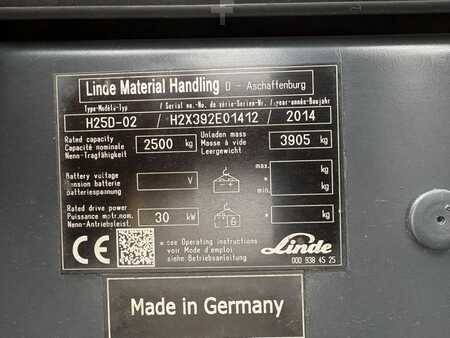 Linde Material Handling D - Aschaffenburg
Type-Modèle-Typ / Serial no.-No. de série-Serien-Nr. / year-année-Baujahr
H25D-02 / H2X392E01412 / 2014
Rated capacity
Capacité nominale
Nenn-Tragfähigkeit
2500 kg
Unladen mass
Masse à vide
Leergewicht
3905 kg
Battery voltage
Tension batterie
Batteriespannung
V
max.
*
min.
kg
kg
Rated drive power
Puissance motr.nom.
Nenn-Antriebsleist.
30 kW
G
*
kg
CE
* see Operating instructions
voir Mode d'emploi
siehe Betriebsanleitung
Linde
000 938 45 25
Made in Germany